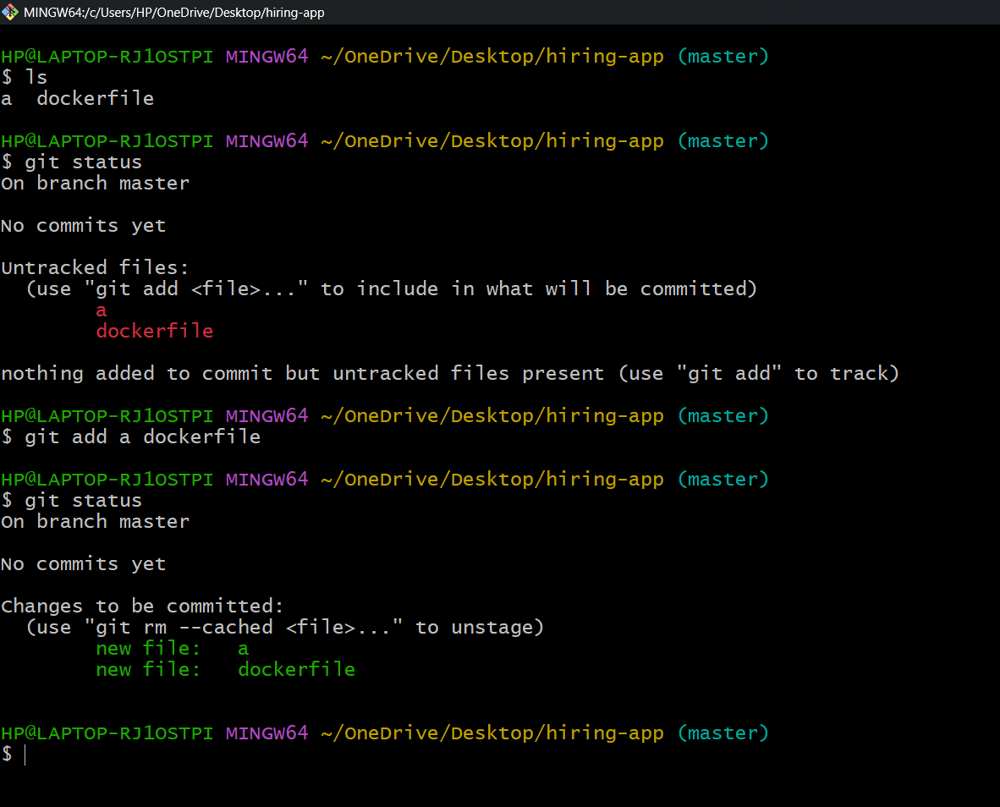 MINGW64:/c/Users/HP/OneDrive/Desktop/hiring-app
HP@LAPTOP-RJ1OSTPI MINGW64 ~/OneDrive/Desktop/hiring-app (master)
$ ls
a  dockerfile
HP@LAPTOP-RJ1OSTPI MINGW64 ~/OneDrive/Desktop/hiring-app (master)
$ git status
On branch master
No commits yet
Untracked files:
  (use "git add <file>..." to include in what will be committed)
        a
        dockerfile
nothing added to commit but untracked files present (use "git add" to track)
HP@LAPTOP-RJ1OSTPI MINGW64 ~/OneDrive/Desktop/hiring-app (master)
$ git add a dockerfile
HP@LAPTOP-RJ1OSTPI MINGW64 ~/OneDrive/Desktop/hiring-app (master)
$ git status
On branch master
No commits yet
Changes to be committed:
  (use "git rm --cached <file>..." to unstage)
        new file:   a
        new file:   dockerfile
HP@LAPTOP-RJ1OSTPI MINGW64 ~/OneDrive/Desktop/hiring-app (master)
$